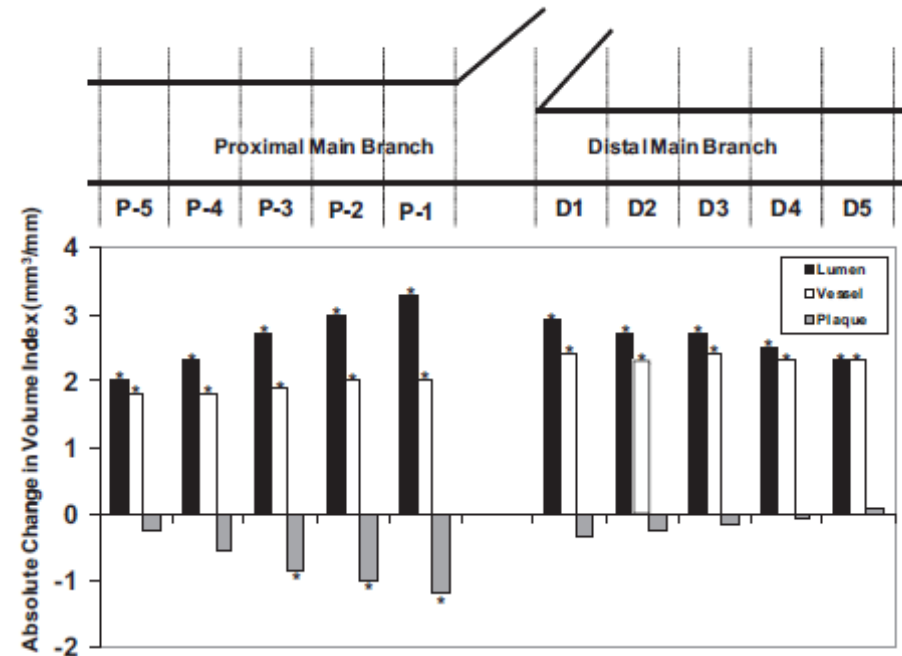 Proximal Main Branch Distal Main Branch
P-5 P-4 P-3 P-2 P-1 D1 D2 D3 D4 D5
Absolute Change in Volume Index (mm³/mm)
4
3
2
1
0
-1
-2
Lumen
Vessel
Plaque
* * * * * * * * * * * * * * * * * * * *
* * *